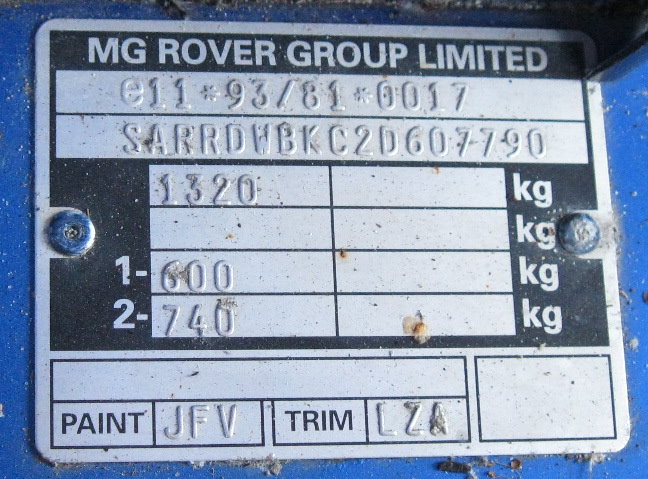 MG ROVER GROUP LIMITED
e11*93/81*0017
SARRDWBKC2D607790
1320 kg
kg
1- 600 kg
2- 740 kg
PAINT JFV TRIM LZA